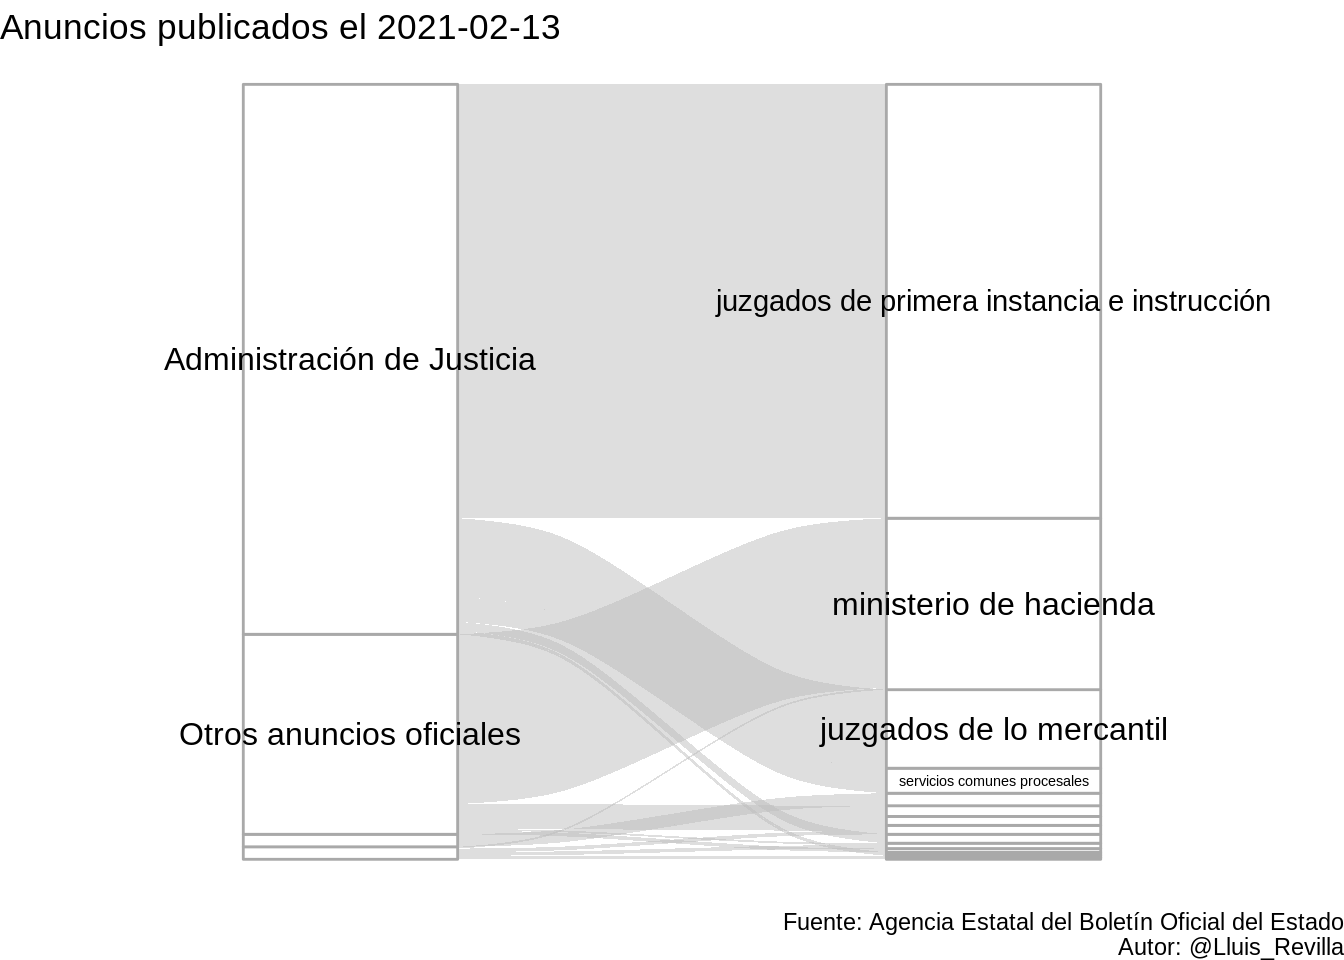 Anuncios publicados el 2021-02-13
juzgados de primera instancia e instrucción
Administración de Justicia
ministerio de hacienda
Otros anuncios oficiales
juzgados de lo mercantil
servicios comunes procesales
Fuente: Agencia Estatal del Boletín Oficial del Estado
Autor: @Lluis_Revilla